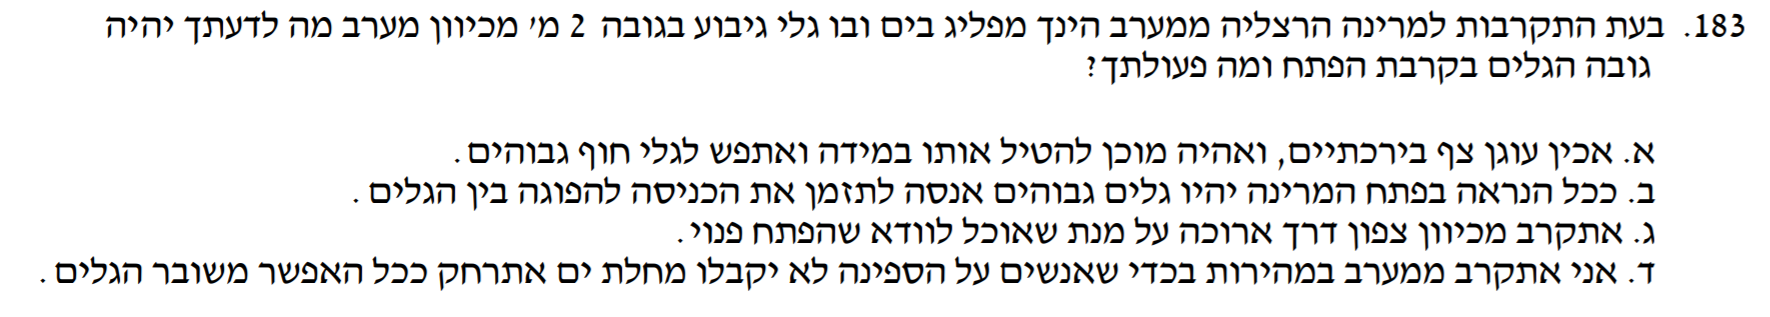 183. בעת התקרבות למרינה הרצליה ממערב הינך מפליג בים ובו גלי גיבוע בגובה 2 מ' מכיוון מערב מה לדעתך יהיה
גובה הגלים בקרבת הפתח ומה פעולתך?
א. אכין עוגן צף בירכתיים, ואהיה מוכן להטיל אותו במידה ואתפש לגלי חוף גבוהים.
ב. ככל הנראה בפתח המרינה יהיו גלים גבוהים אנסה לתזמן את הכניסה להפוגה בין הגלים.
ג. אתקרב מכיוון צפון דרך ארוכה על מנת שאוכל לוודא שהפתח פנוי.
ד. אני אתקרב ממערב במהירות בכדי שאנשים על הספינה לא יקבלו מחלת ים אתרחק ככל האפשר משובר הגלים.